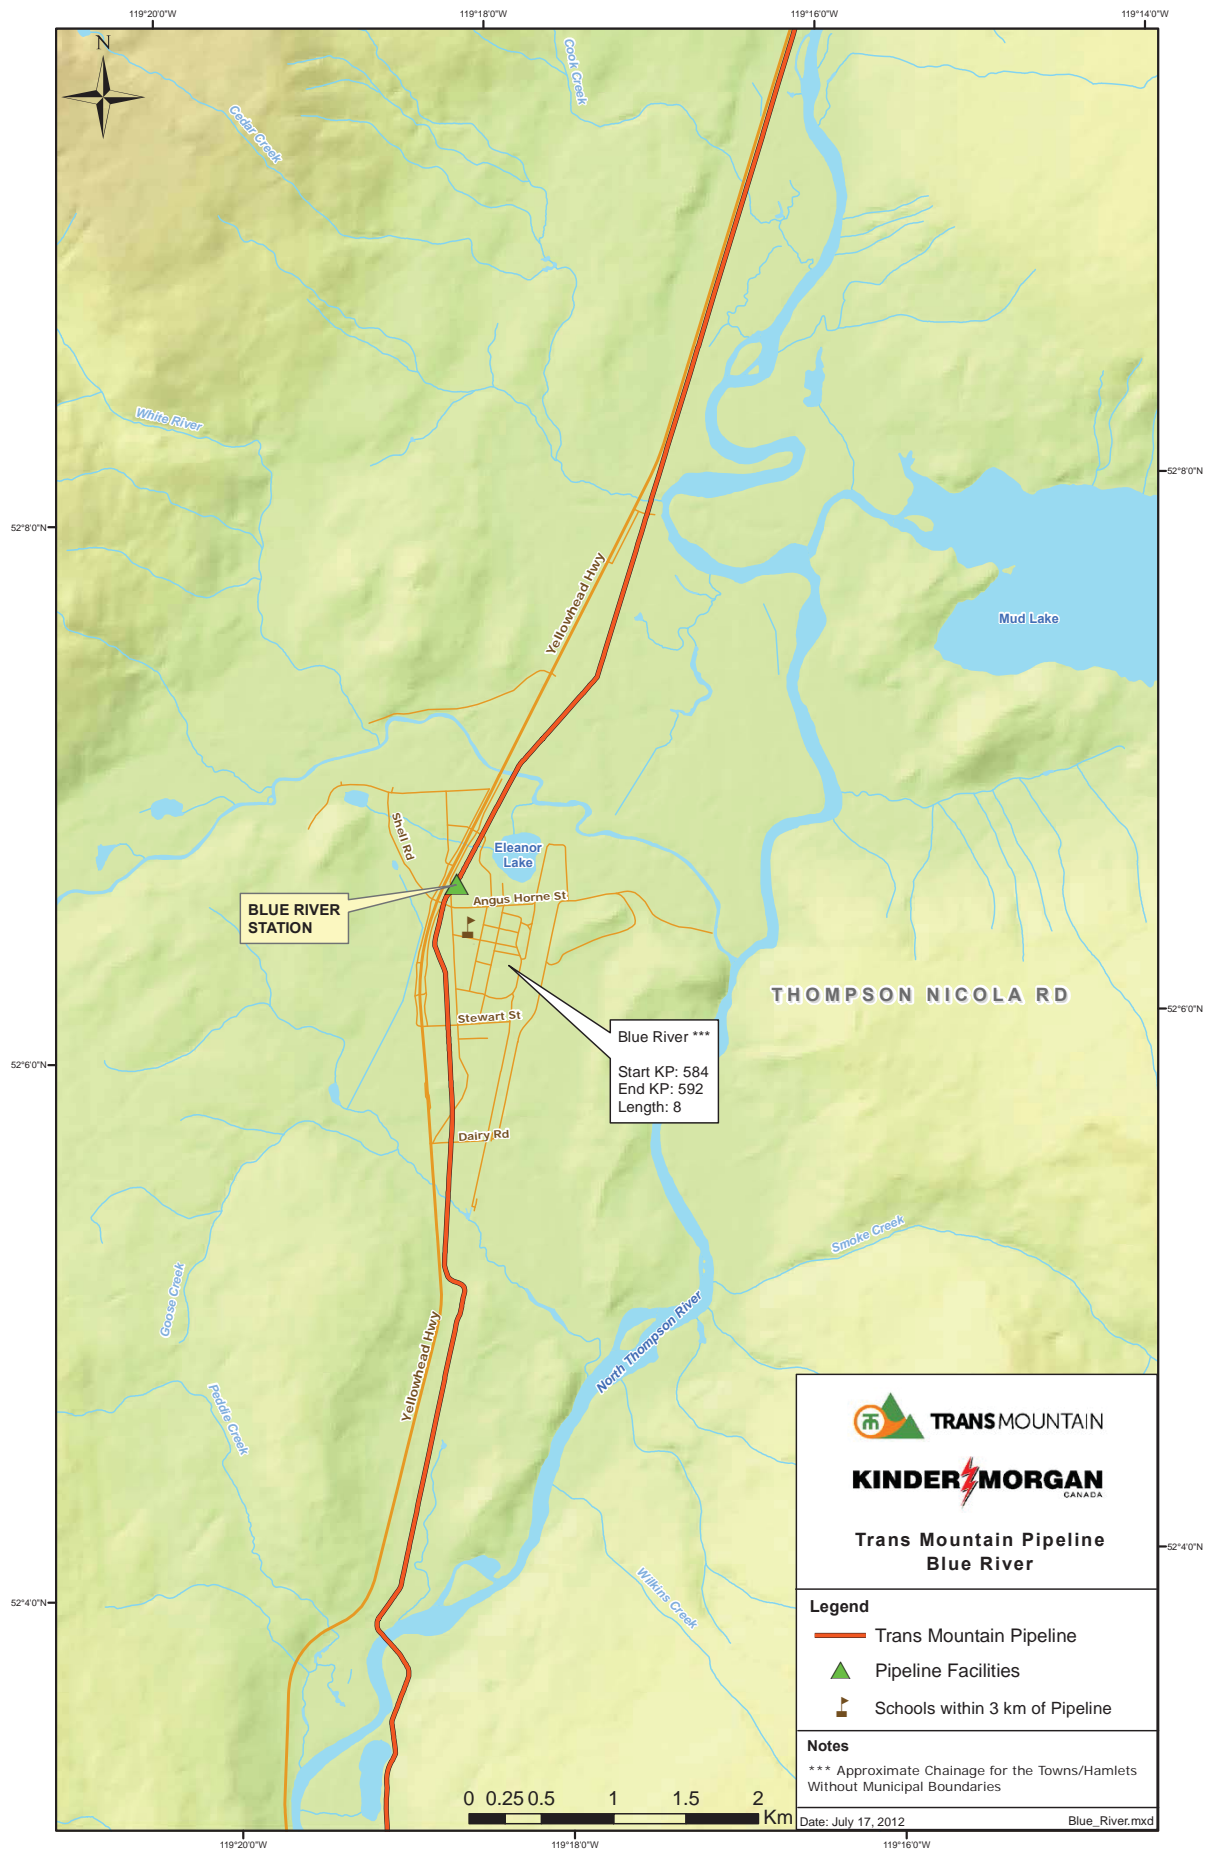 119°20'0"W
119°18'0"W
119°16'0"W
119°14'0"W
N
Cook Creek
Cedar Creek
White River
52°8'0"N
52°8'0"N
Yellowhead Hwy
Mud Lake
Shell Rd
Eleanor
Lake
BLUE RIVER
STATION
Angus Horne St
THOMPSON NICOLA RD
52°6'0"N
Stewart St
Blue River ***
Start KP: 584
End KP: 592
Length: 8
52°6'0"N
Dairy Rd
Smoke Creek
Goose Creek
North Thompson River
Yellowhead Hwy
Peddie Creek
TRANSMOUNTAIN
KINDER MORGAN
CANADA
Trans Mountain Pipeline
Blue River
52°4'0"N
52°4'0"N
Wilkins Creek
Legend
Trans Mountain Pipeline
Pipeline Facilities
Schools within 3 km of Pipeline
Notes
*** Approximate Chainage for the Towns/Hamlets
Without Municipal Boundaries
0 0.25 0.5 1 1.5 2
Km
Date: July 17, 2012
Blue_River.mxd
119°20'0"W
119°18'0"W
119°16'0"W